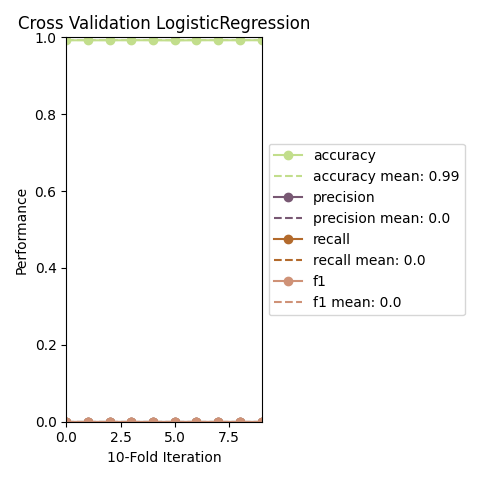 Cross Validation LogisticRegression
1.0
0.8
0.6
0.4
0.2
0.0
Performance
0.0 2.5 5.0 7.5
10-Fold Iteration
accuracy
accuracy mean: 0.99
precision
precision mean: 0.0
recall
recall mean: 0.0
f1
f1 mean: 0.0